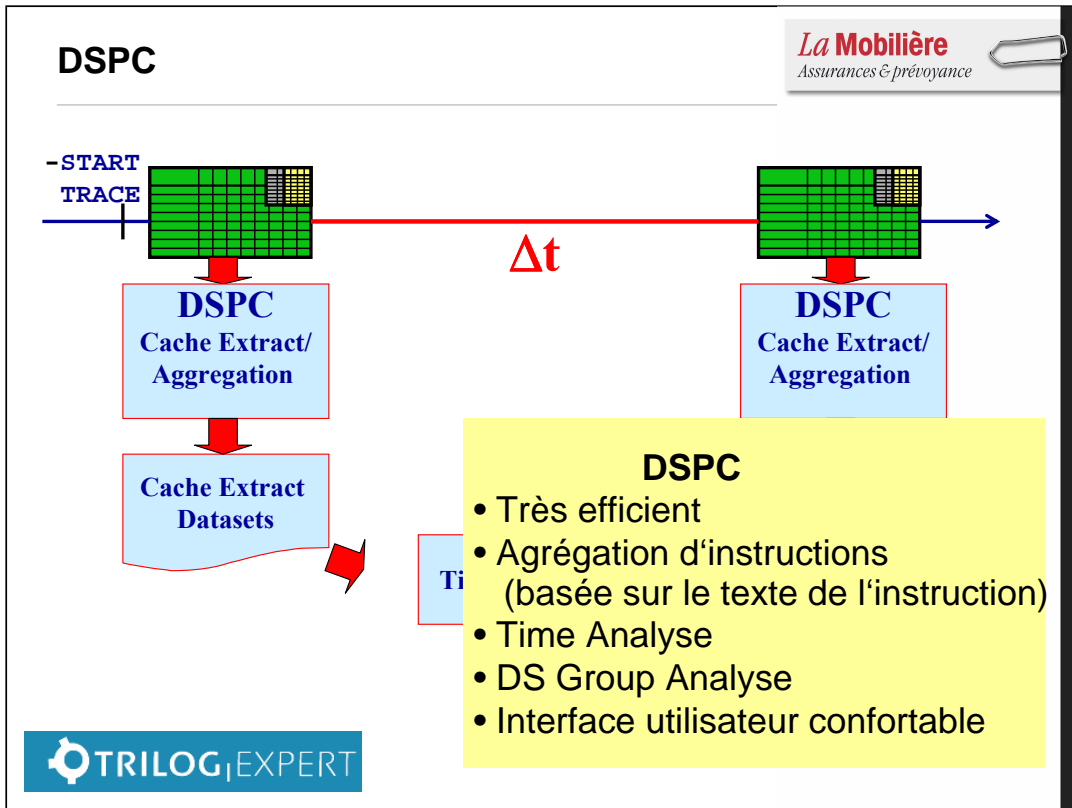 DSPC
La Mobilière
Assurances & prévoyance
-START
TRACE
Δt
DSPC
Cache Extract/
Aggregation
DSPC
Cache Extract/
Aggregation
Cache Extract
Datasets
DSPC
• Très efficient
• Agrégation d‘instructions
(basée sur le texte de l‘instruction)
• Time Analyse
• DS Group Analyse
• Interface utilisateur confortable
TRILOG|EXPERT